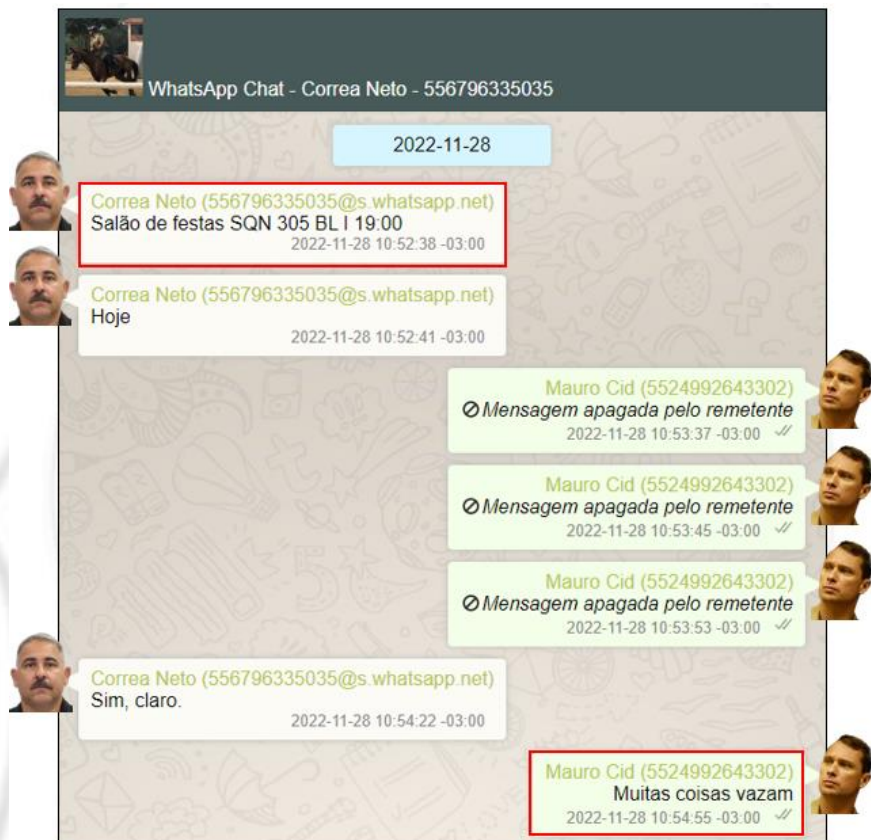 WhatsApp Chat - Correa Neto - 556796335035
2022-11-28
Correa Neto (556796335035@s.whatsapp.net)
Salão de festas SQN 305 BL I 19:00
2022-11-28 10:52:38 -03:00
Correa Neto (556796335035@s.whatsapp.net)
Hoje
2022-11-28 10:52:41 -03:00
Mauro Cid (5524992643302)
Mensagem apagada pelo remetente
2022-11-28 10:53:37 -03:00
Mauro Cid (5524992643302)
Mensagem apagada pelo remetente
2022-11-28 10:53:45 -03:00
Mauro Cid (5524992643302)
Mensagem apagada pelo remetente
2022-11-28 10:53:53 -03:00
Correa Neto (556796335035@s.whatsapp.net)
Sim, claro.
2022-11-28 10:54:22 -03:00
Mauro Cid (5524992643302)
Muitas coisas vazam
2022-11-28 10:54:55 -03:00